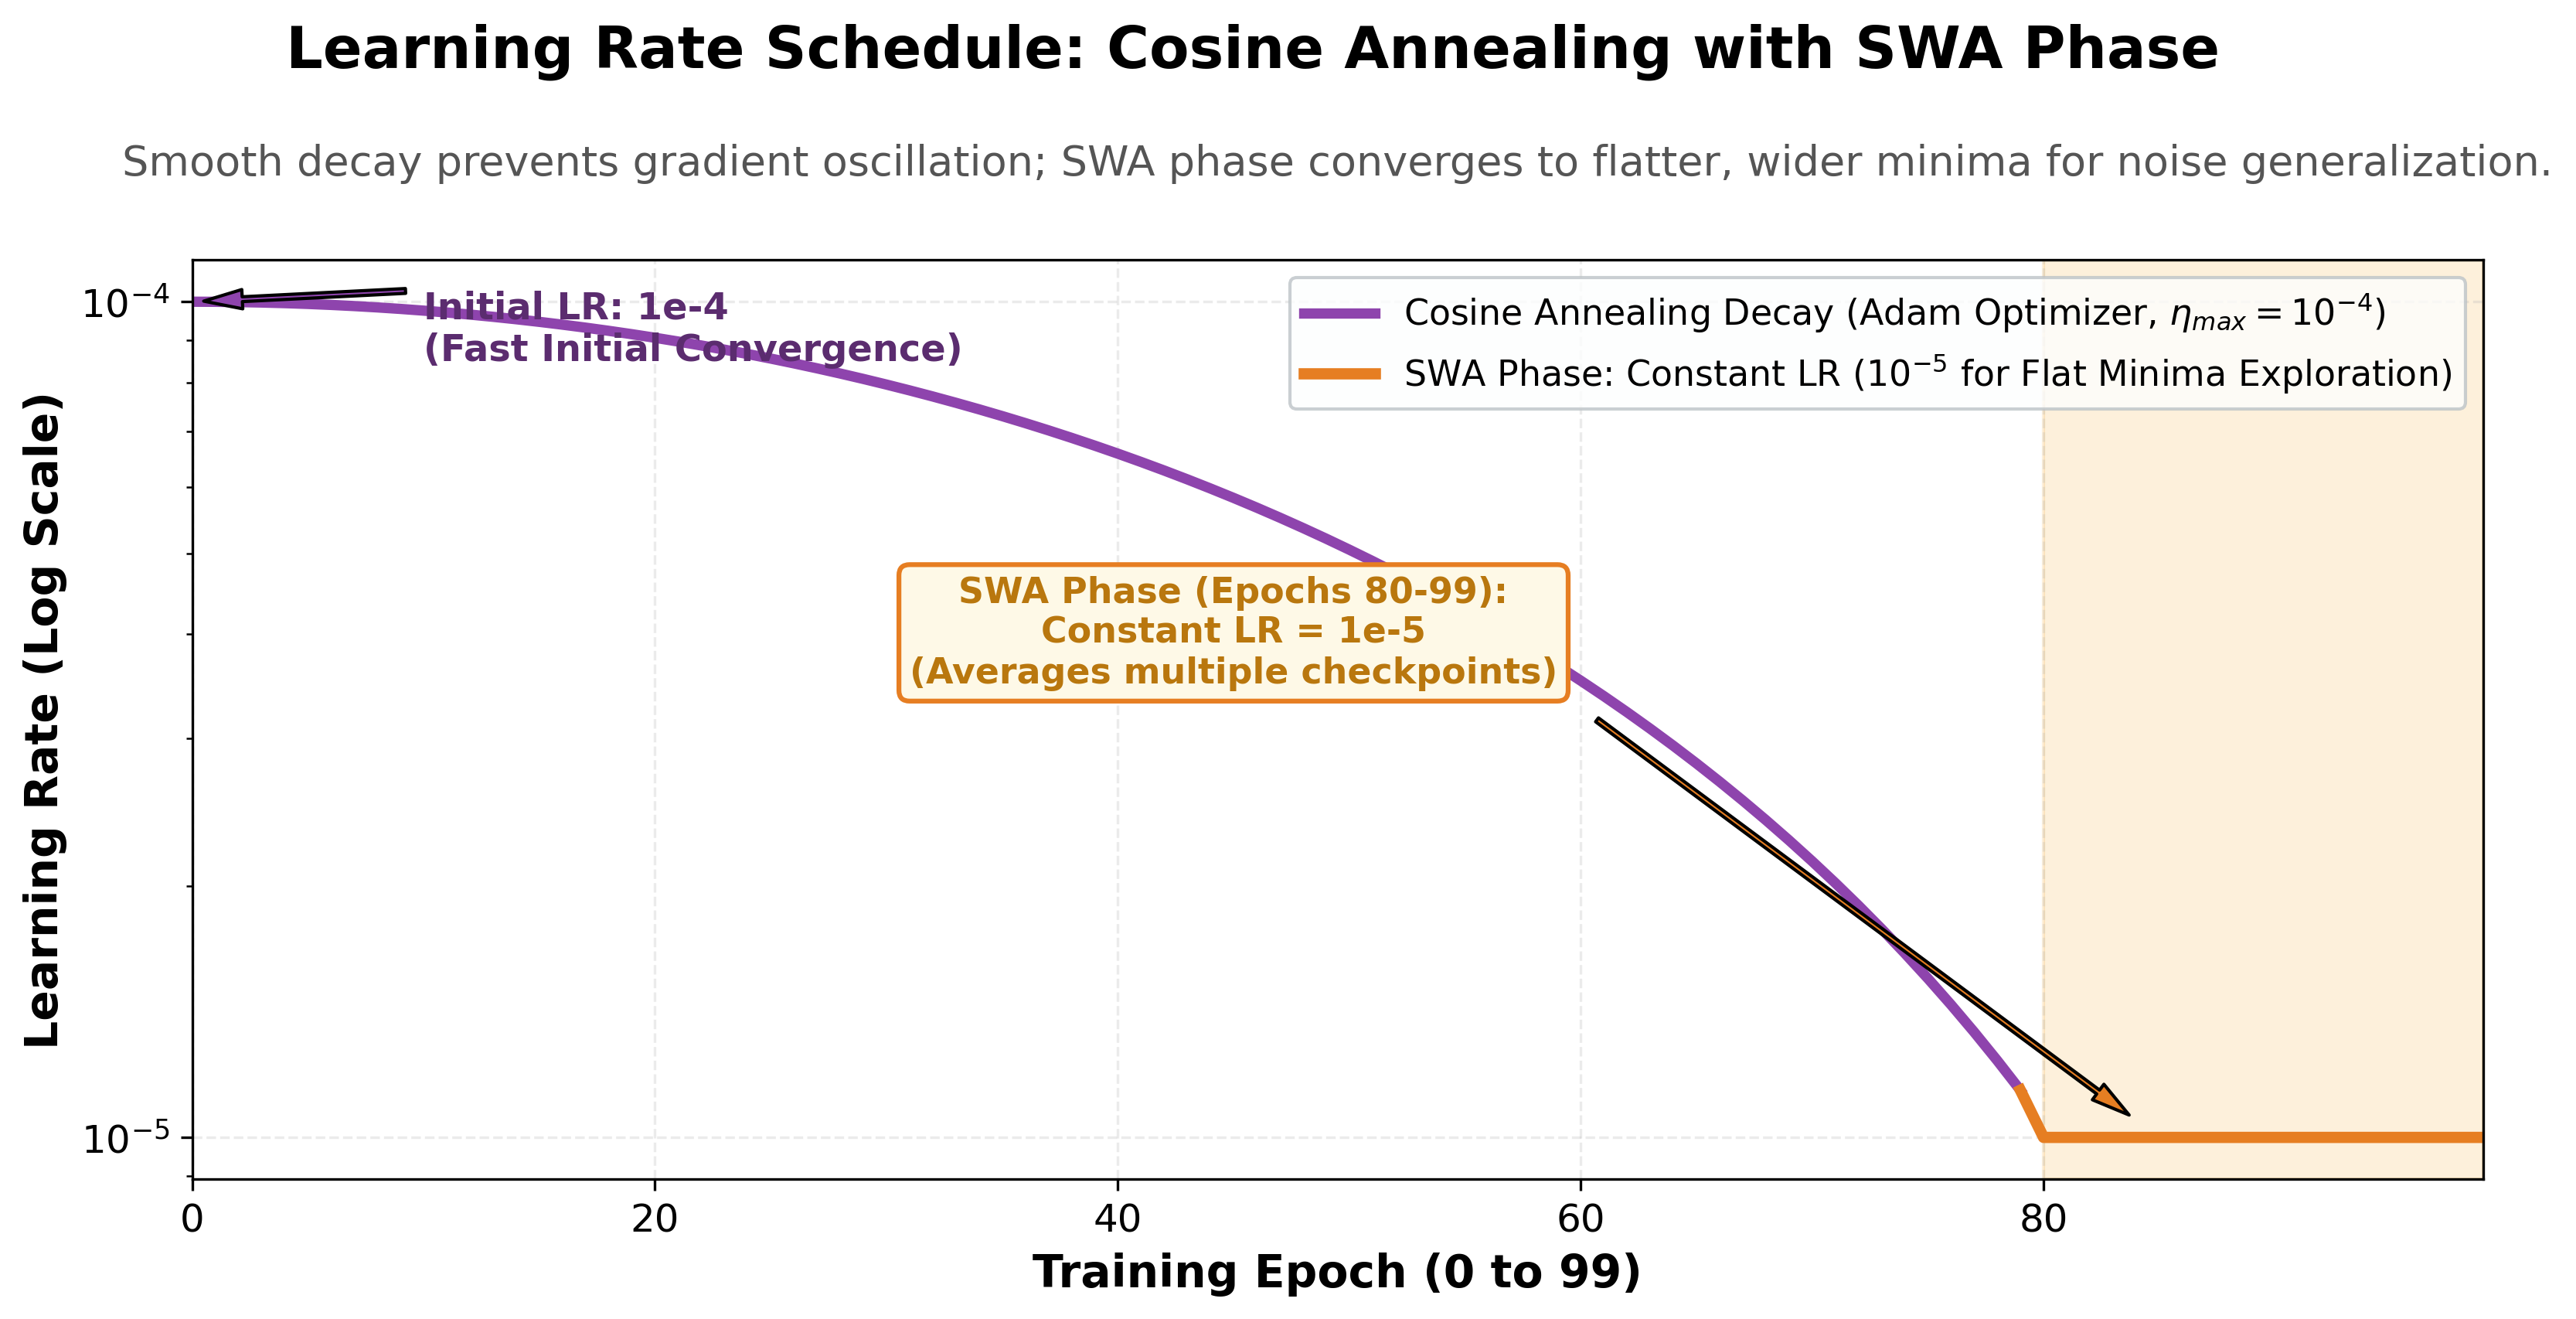 Learning Rate Schedule: Cosine Annealing with SWA Phase
Smooth decay prevents gradient oscillation; SWA phase converges to flatter, wider minima for noise generalization.
Learning Rate (Log Scale)
10⁻⁴
10⁻⁵
Initial LR: 1e-4
(Fast Initial Convergence)
Cosine Annealing Decay (Adam Optimizer, ηₘₐₓ = 10⁻⁴)
SWA Phase: Constant LR (10⁻⁵ for Flat Minima Exploration)
SWA Phase (Epochs 80-99):
Constant LR = 1e-5
(Averages multiple checkpoints)
0 20 40 60 80
Training Epoch (0 to 99)